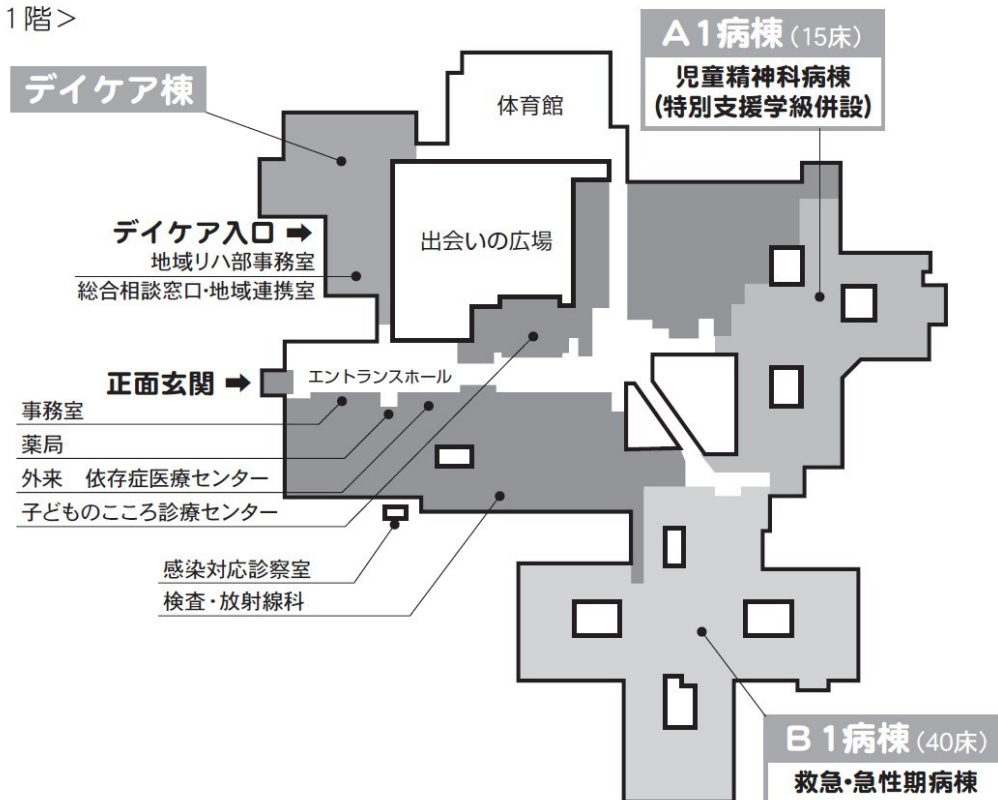 1階>
A1病棟(15床)
児童精神科病棟
(特別支援学級併設)
デイケア棟
体育館
デイケア入口 ➡
出会いの広場
地域リハ部事務室
総合相談窓口・地域連携室
正面玄関 ➡
エントランスホール
事務室
薬局
外来 依存症医療センター
子どものこころ診療センター
感染対応診察室
検査・放射線科
B1病棟(40床)
救急・急性期病棟